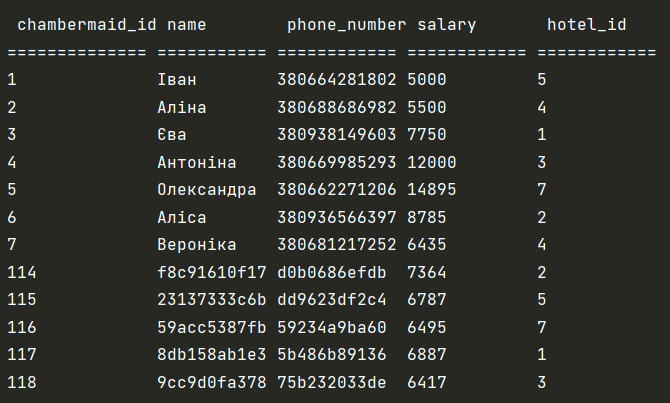 chambermaid_id name phone_number salary hotel_id
============== =========== ============ ============ ============
1 Іван 380664281802 5000 5
2 Аліна 380688686982 5500 4
3 Єва 380938149603 7750 1
4 Антоніна 380669985293 12000 3
5 Олександра 380662271206 14895 7
6 Аліса 380936566397 8785 2
7 Вероніка 380681217252 6435 4
114 f8c91610f17 d0b0686efdb 7364 2
115 23137333c6b dd9623df2c4 6787 5
116 59acc5387fb 59234a9ba60 6495 7
117 8db158ab1e3 5b486b89136 6887 1
118 9cc9d0fa378 75b232033de 6417 3